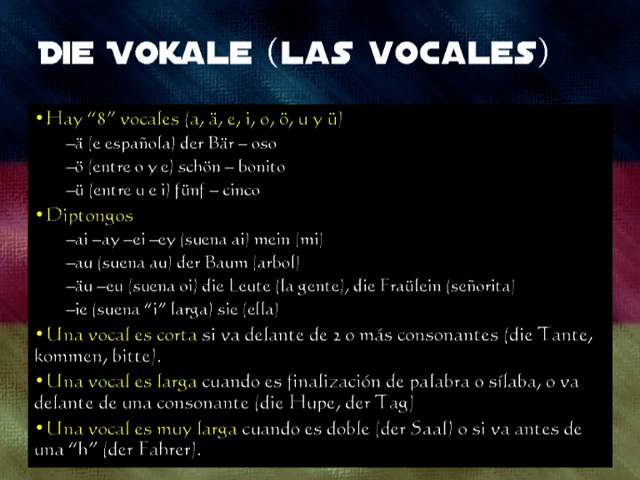 Die Vokale (las vocales)
•Hay “8” vocales (a, ä, e, i, o, ö, u y ü)
–ä (e española) der Bär – oso
–ö (entre o y e) schön – bonito
–ü (entre u e i) fünf – cinco
•Diptongos
–ai –ay –ei –ey (suena ai) mein (mi)
–au (suena au) der Baum (arbol)
–äu –eu (suena oi) die Leute (la gente), die Fraülein (señorita)
–ie (suena “i” larga) sie (ella)
•Una vocal es corta si va delante de 2 o más consonantes (die Tante,
kommen, bitte).
•Una vocal es larga cuando es finalización de palabra o sílaba, o va
delante de una consonante (die Hupe, der Tag)
•Una vocal es muy larga cuando es doble (der Saal) o si va antes de
una “h” (der Fahrer).